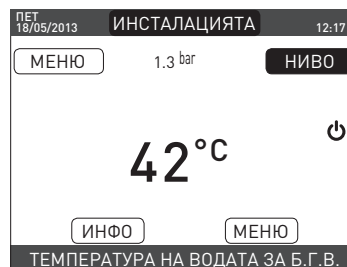 ПЕТ
18/05/2013 ИНСТАЛАЦИЯТА 12:17
МЕНЮ 1.3 bar НИВО
42°C
ИНФО МЕНЮ
ТЕМПЕРАТУРА НА ВОДАТА ЗА Б.Г.В.